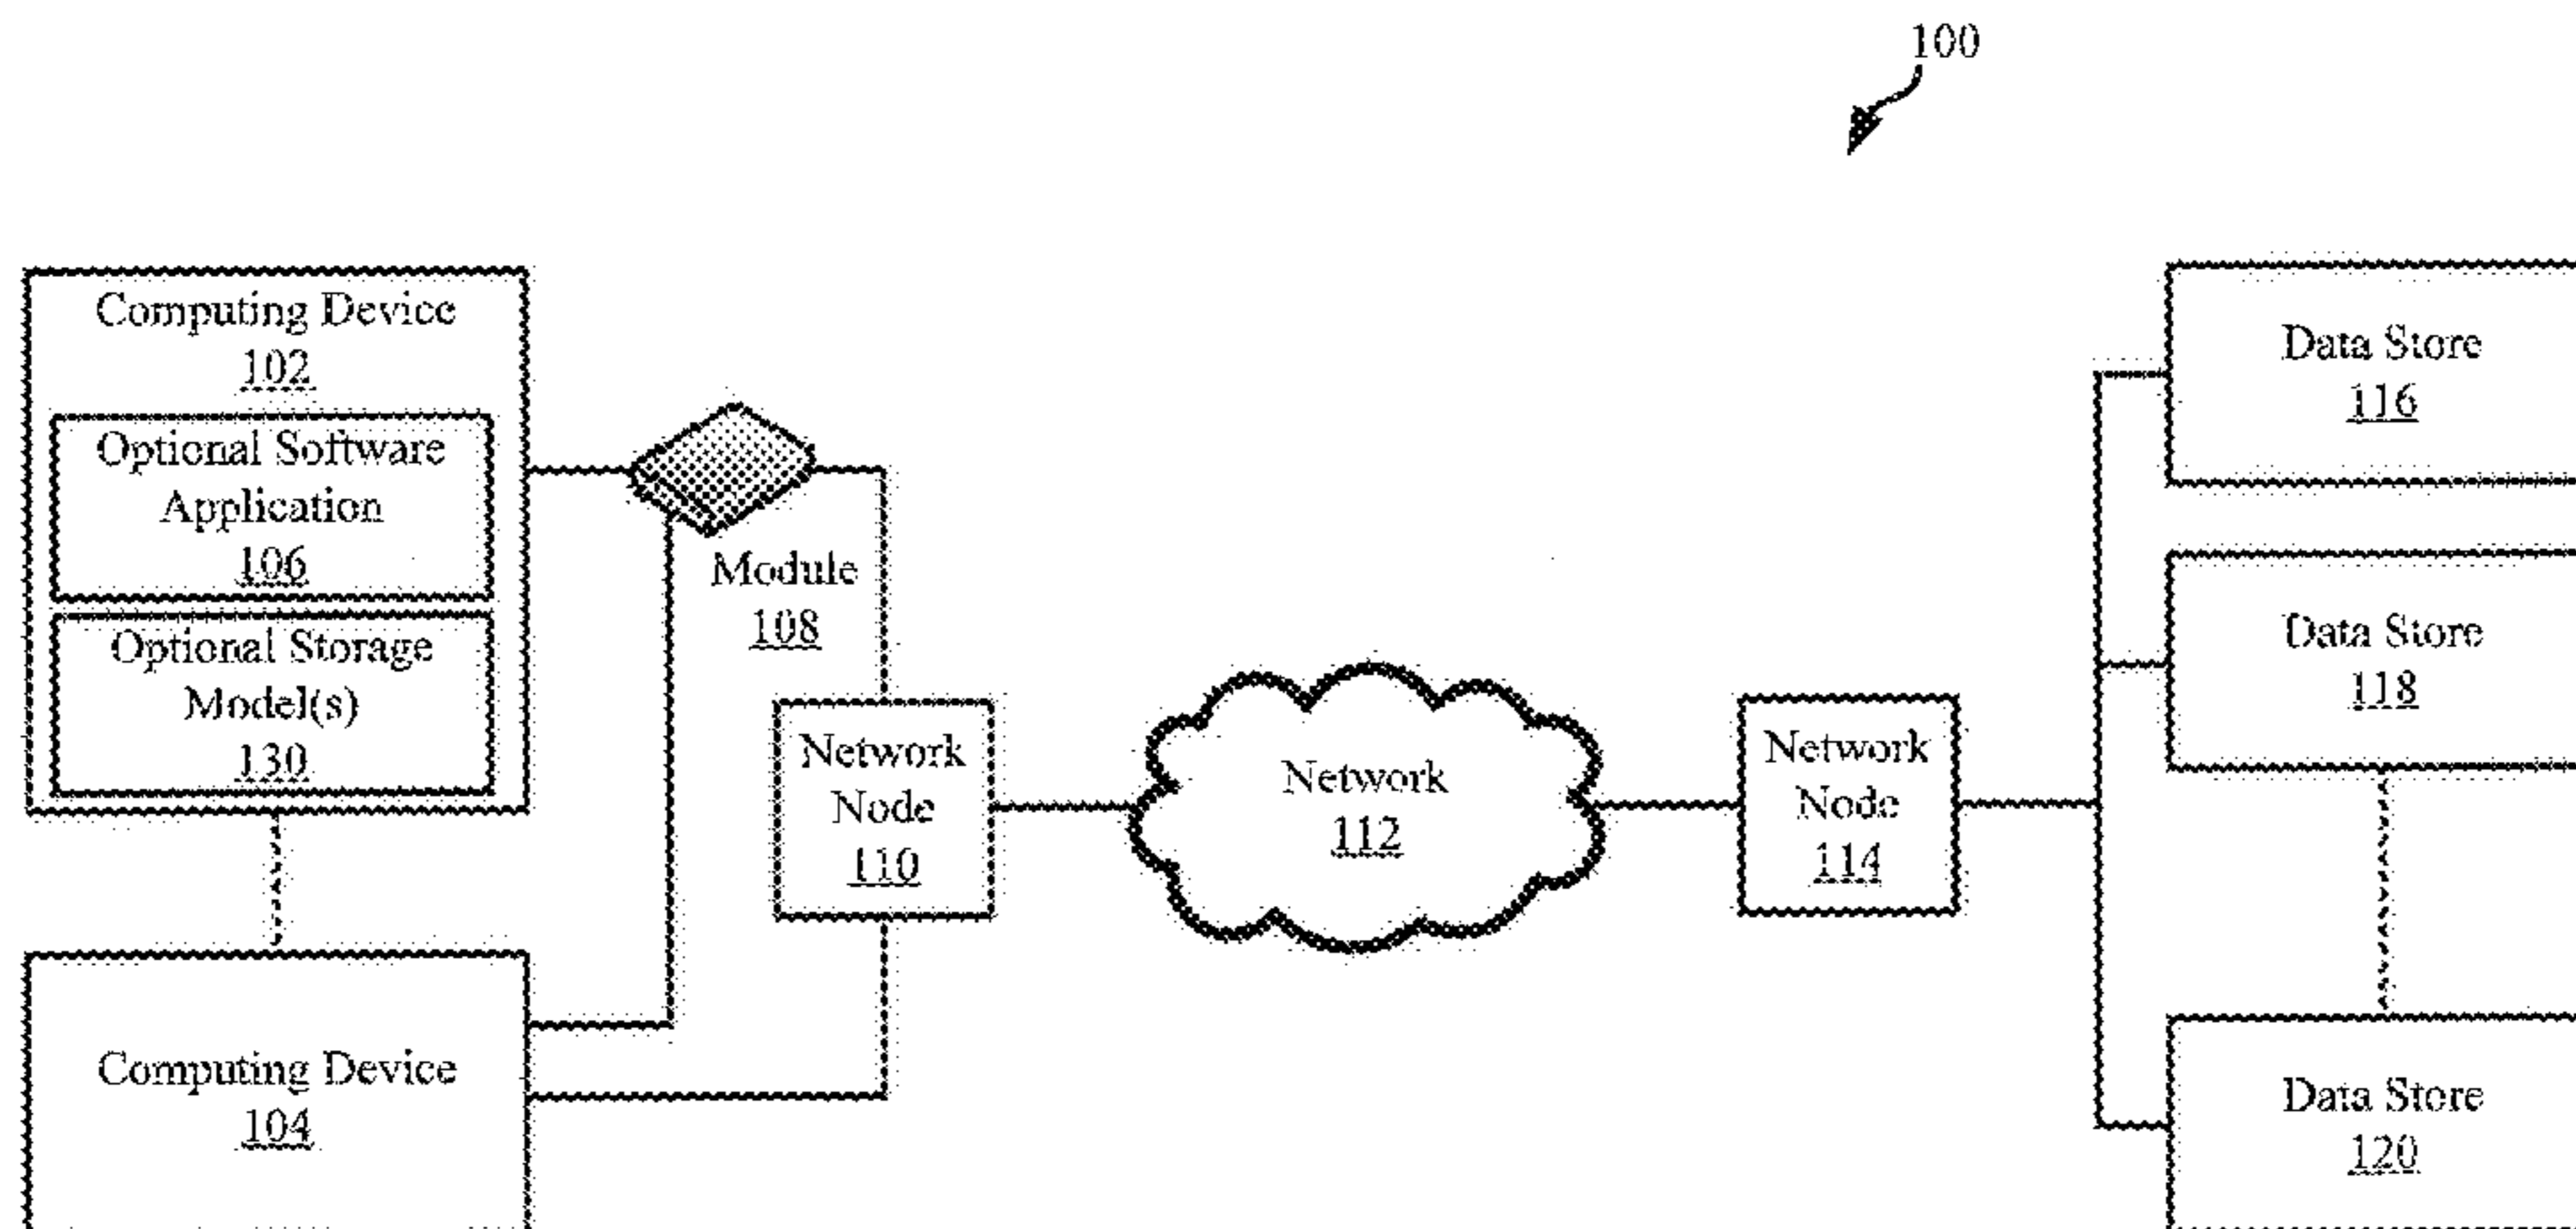 100
Computing Device
102
Optional Software
Application
106
Optional Storage
Model(s)
130
Computing Device
104
Module
108
Network
Node
110
Network
112
Network
Node
114
Data Store
116
Data Store
118
Data Store
120